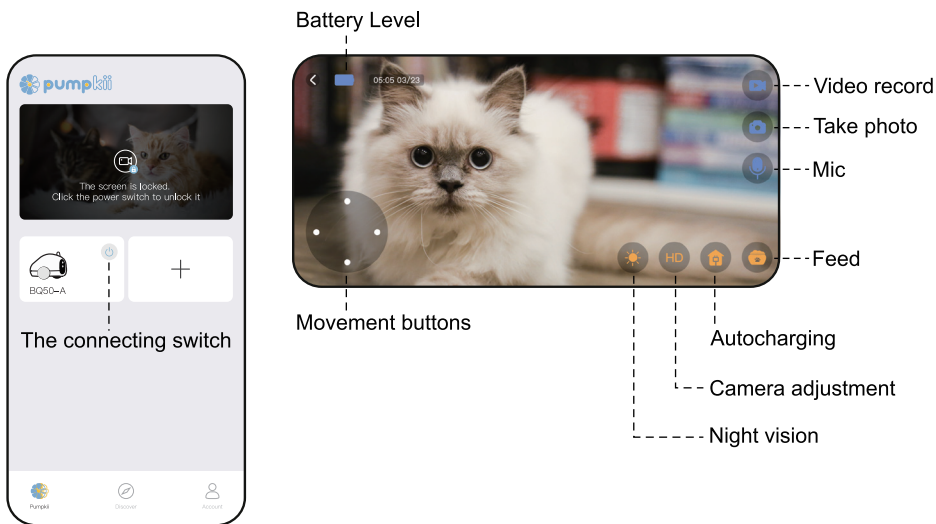 pumpkii
The screen is locked.
Click the power switch to unlock it
BQ50-A
The connecting switch
Pumpkii
Discover
Account
Battery Level
05:05 03/23
Video record
Take photo
Mic
HD
Feed
Movement buttons
Autocharging
Camera adjustment
Night vision